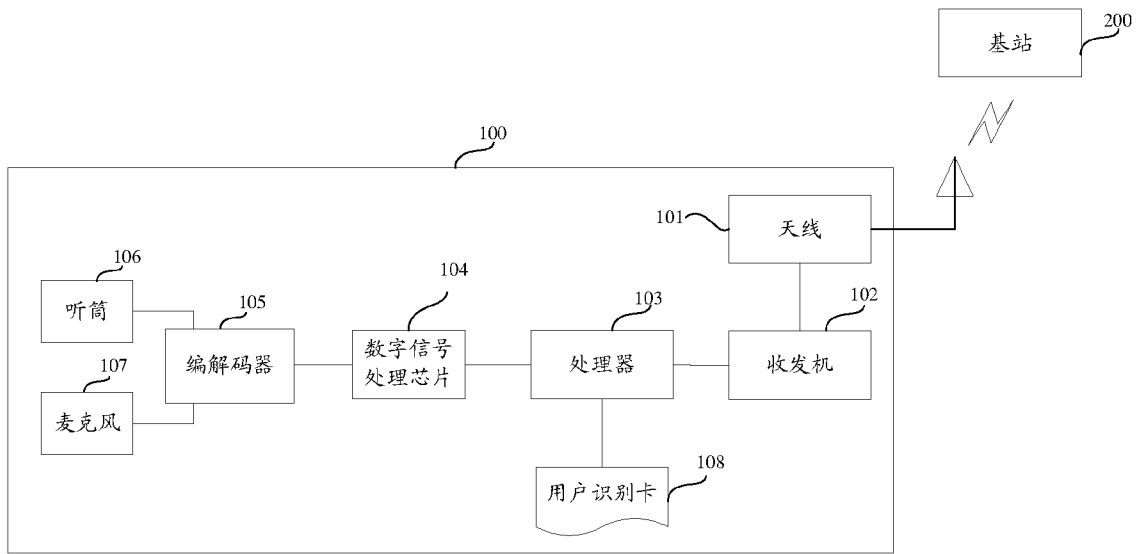 基站
200
100
101
天线
106
听筒
105
编解码器
107
麦克风
104
数字信号
处理芯片
103
处理器
102
收发机
用户识别卡
108